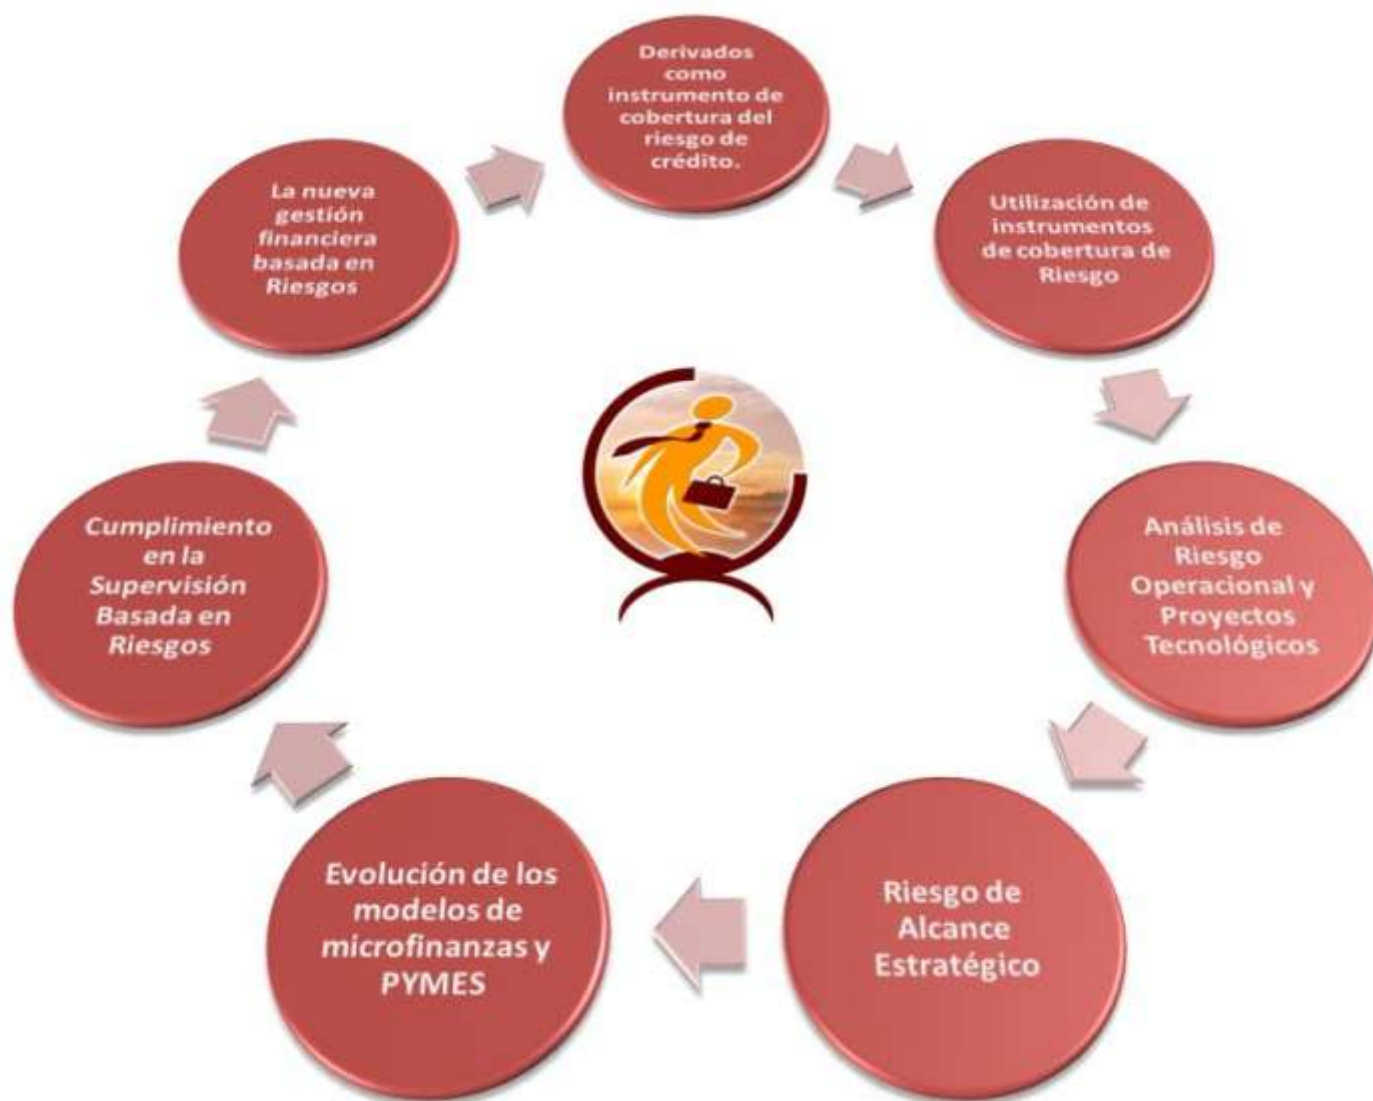 Derivados
como
instrumento de
cobertura del
riesgo de
crédito.
Utilización de
instrumentos
de cobertura de
Riesgo
Análisis de
Riesgo
Operacional y
Proyectos
Tecnológicos
Riesgo de
Alcance
Estratégico
Evolución de los
modelos de
microfinanzas y
PYMES
Cumplimiento
en la
Supervisión
Basada en
Riesgos
La nueva
gestión
financiera
basada en
Riesgos